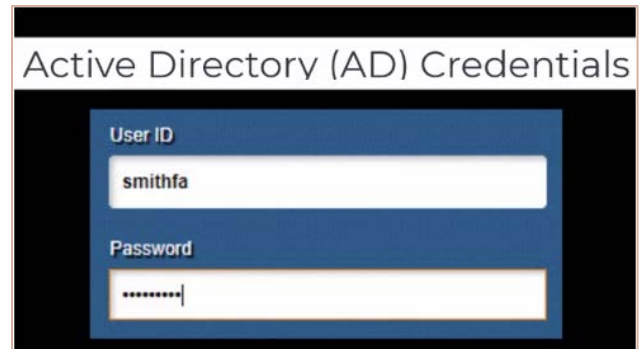 Active Directory (AD) Credentials
User ID
smithfa
Password
•••••••••